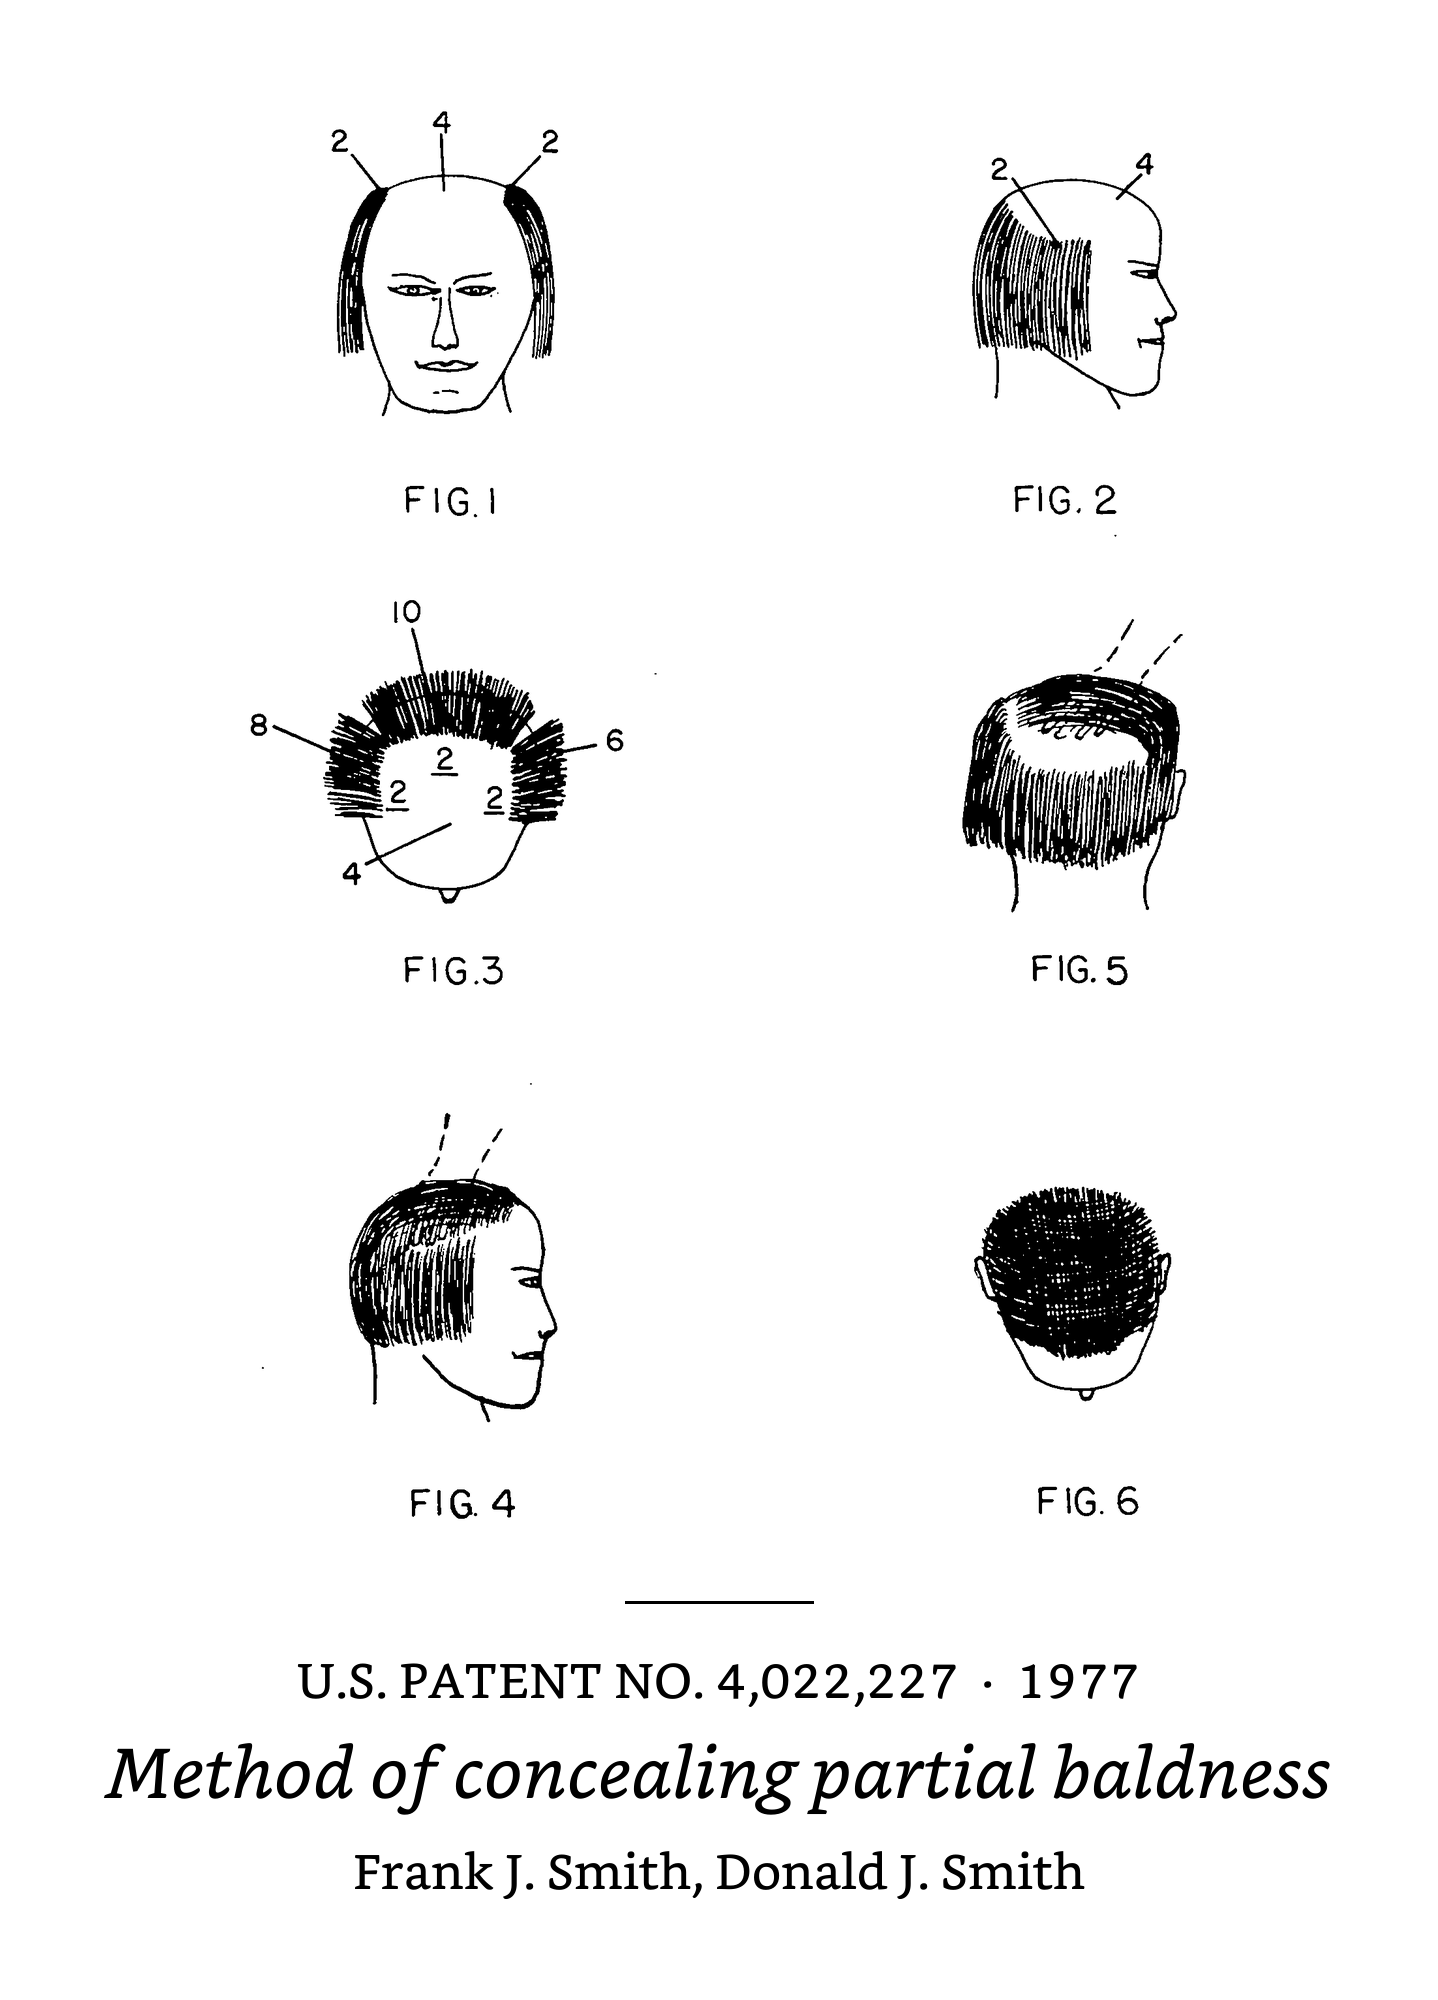 2 4 2
2 4
FIG. 1
FIG. 2
10
8
6
2
2 2
4
FIG.3
FIG. 5
FIG. 4
FIG. 6
U.S. PATENT NO. 4,022,227 · 1977
Method of concealing partial baldness
Frank J. Smith, Donald J. Smith